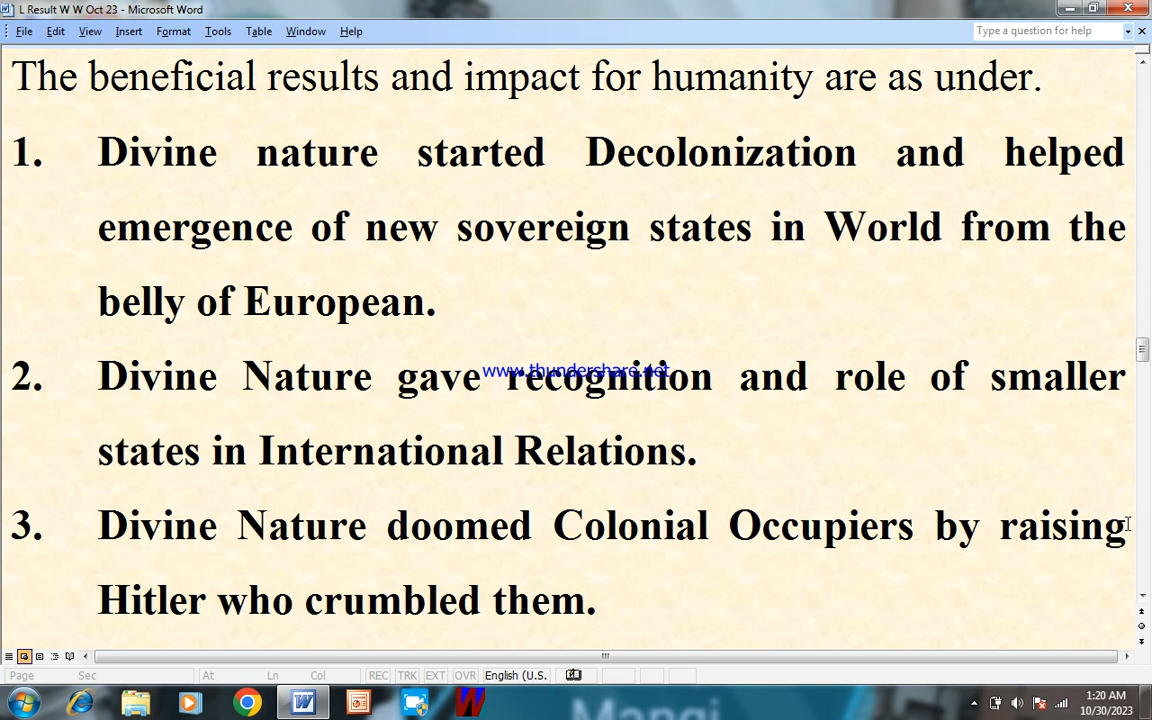 L Result W W Oct 23 - Microsoft Word
File Edit View Insert Format Tools Table Window Help
Type a question for help
The beneficial results and impact for humanity are as under.
1. Divine nature started Decolonization and helped
emergence of new sovereign states in World from the
belly of European.
www.thundershare.net
2. Divine Nature gave recognition and role of smaller
states in International Relations.
3. Divine Nature doomed Colonial Occupiers by raising
Hitler who crumbled them.
Page Sec At Ln Col REC TRK EXT OVR English (U.S.
Mangi
1:20 AM
10/30/2023